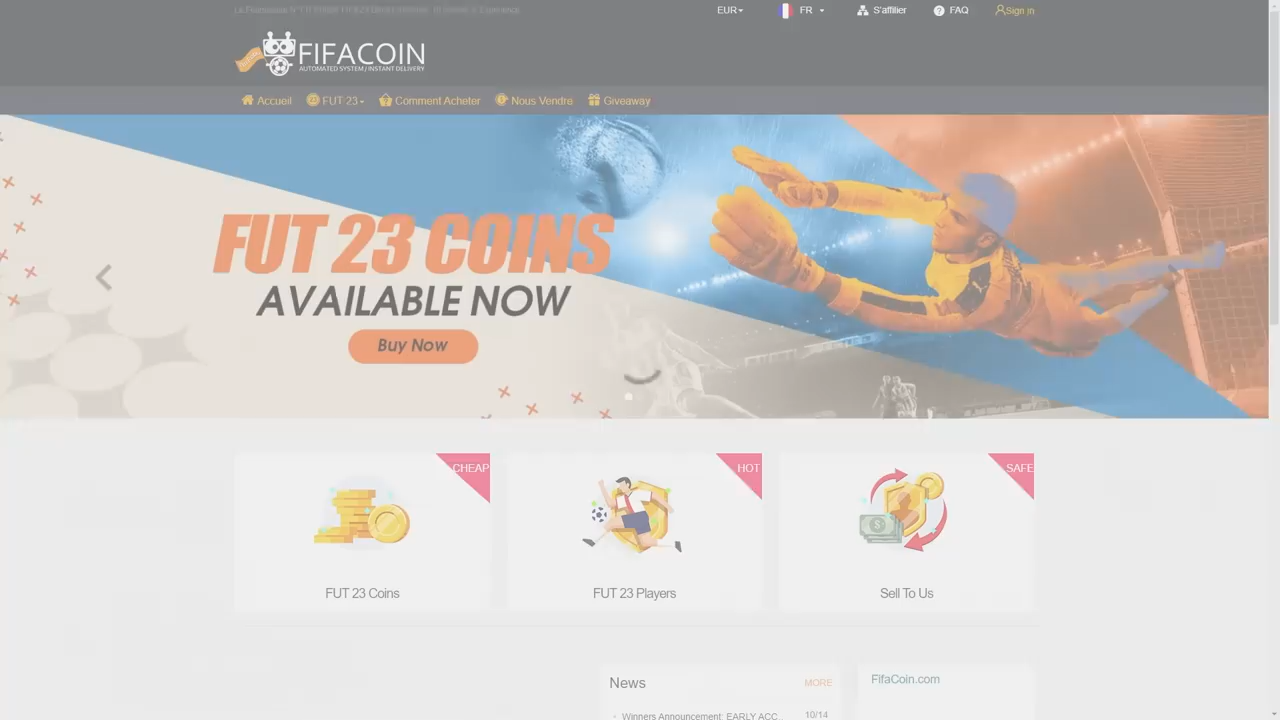 EUR FR S'affilier FAQ Sign in
FIFACOIN
AUTOMATED SYSTEM / INSTANT DELIVERY
Accueil FUT 23 Comment Acheter Nous Vendre Giveaway
FUT 23 COINS
AVAILABLE NOW
Buy Now
CHEAP HOT SAFE
FUT 23 Coins FUT 23 Players Sell To Us
News MORE FifaCoin.com
Winners Announcement: EARLY ACC... 10/14